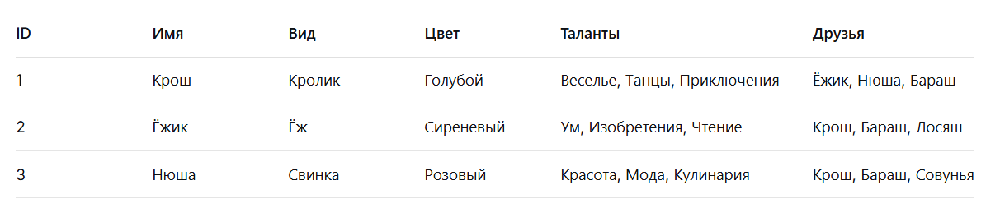 ID Имя Вид Цвет Таланты Друзья
1 Крош Кролик Голубой Веселье, Танцы, Приключения Ёжик, Нюша, Бараш
2 Ёжик Ёж Сиреневый Ум, Изобретения, Чтение Крош, Бараш, Лосяш
3 Нюша Свинка Розовый Красота, Мода, Кулинария Крош, Бараш, Совунья